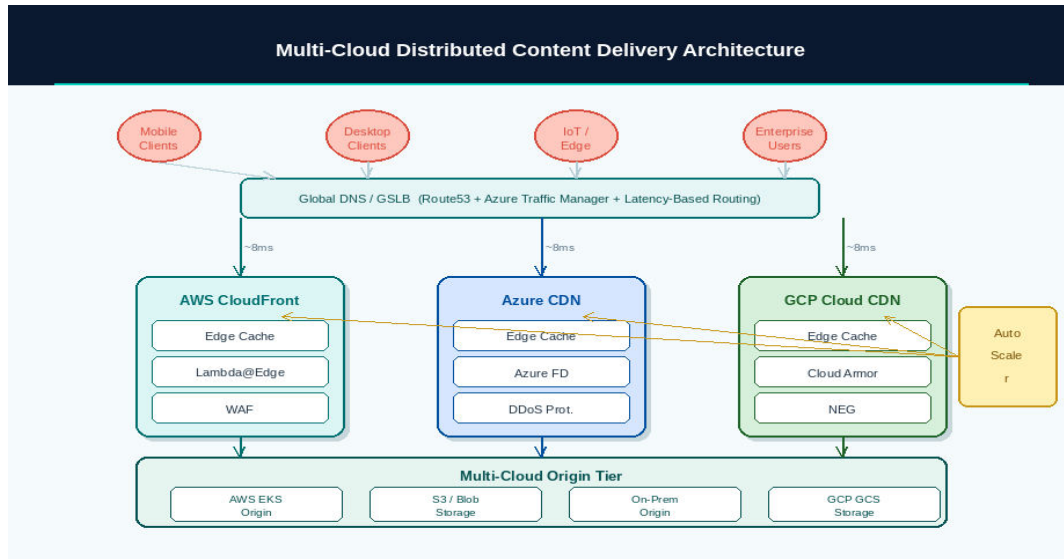 Multi-Cloud Distributed Content Delivery Architecture
Mobile
Clients
Desktop
Clients
IoT /
Edge
Enterprise
Users
Global DNS / GSLB (Route53 + Azure Traffic Manager + Latency-Based Routing)
~8ms
~8ms
~8ms
AWS CloudFront
Edge Cache
Lambda@Edge
WAF
Azure CDN
Edge Cache
Azure FD
DDoS Prot.
GCP Cloud CDN
Edge Cache
Cloud Armor
NEG
Auto
Scale
r
Multi-Cloud Origin Tier
AWS EKS
Origin
S3 / Blob
Storage
On-Prem
Origin
GCP GCS
Storage